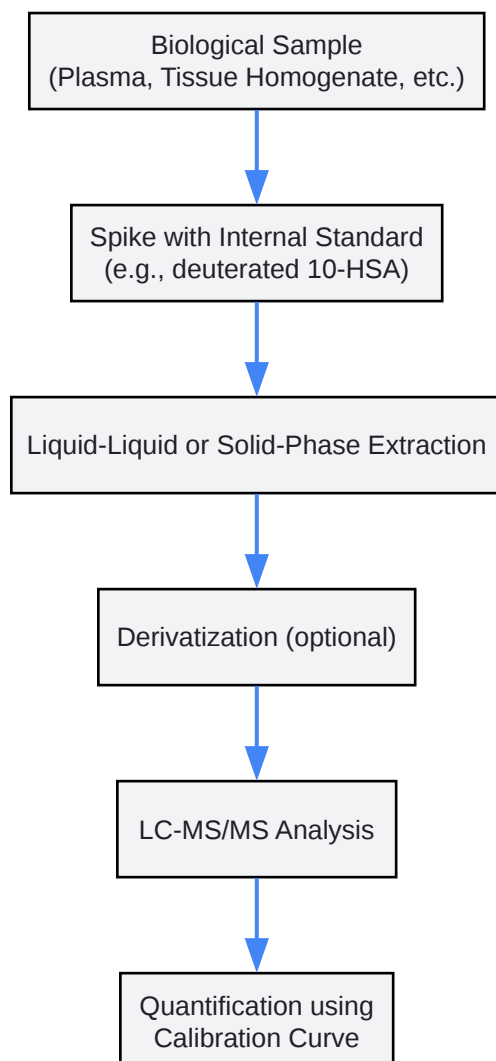 Biological Sample
(Plasma, Tissue Homogenate, etc.)
Spike with Internal Standard
(e.g., deuterated 10-HSA)
Liquid-Liquid or Solid-Phase Extraction
Derivatization (optional)
LC-MS/MS Analysis
Quantification using
Calibration Curve